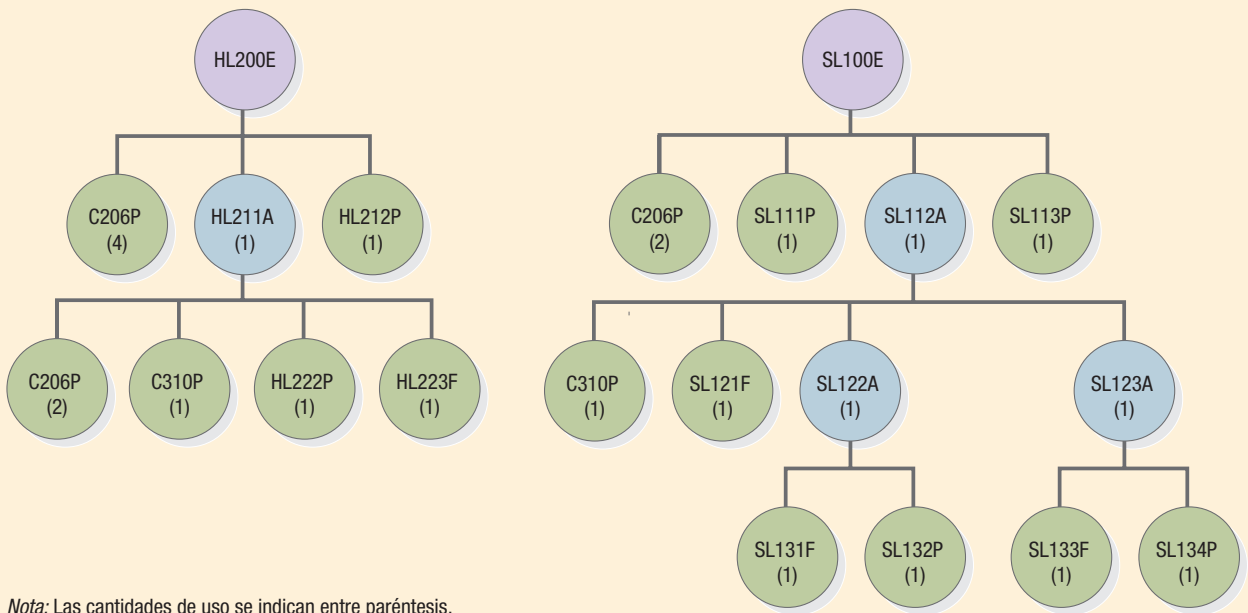 HL200E
SL100E
C206P
(4)
HL211A
(1)
HL212P
(1)
C206P
(2)
SL111P
(1)
SL112A
(1)
SL113P
(1)
C206P
(2)
C310P
(1)
HL222P
(1)
HL223F
(1)
C310P
(1)
SL121F
(1)
SL122A
(1)
SL123A
(1)
SL131F
(1)
SL132P
(1)
SL133F
(1)
SL134P
(1)
Nota: Las cantidades de uso se indican entre paréntesis.